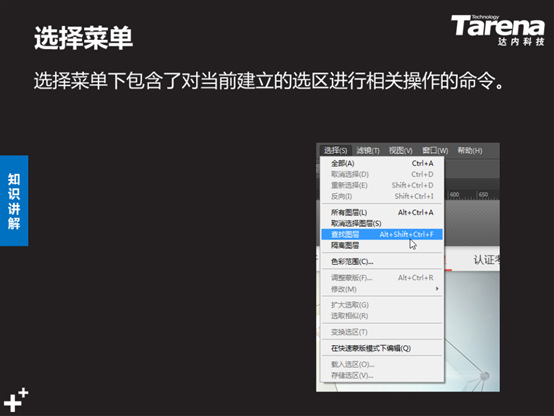 选择菜单
Technology
Tarena
达内科技
选择菜单下包含了对当前建立的选区进行相关操作的命令。
知识讲解
选择(S) 滤镜(T) 视图(V) 窗口(W) 帮助(H)
全部(A) Ctrl+A
取消选择(D) Ctrl+D
重新选择(E) Shift+Ctrl+D
反向(I) Shift+Ctrl+I
600 650
所有图层(L) Alt+Ctrl+A
取消选择图层(S)
查找图层 Alt+Shift+Ctrl+F
隔离图层
色彩范围(C)...
认证考
调整蒙版(F)... Alt+Ctrl+R
修改(M)
扩大选取(G)
选取相似(R)
变换选区(T)
在快速蒙版模式下编辑(Q)
载入选区(O)...
存储选区(V)...